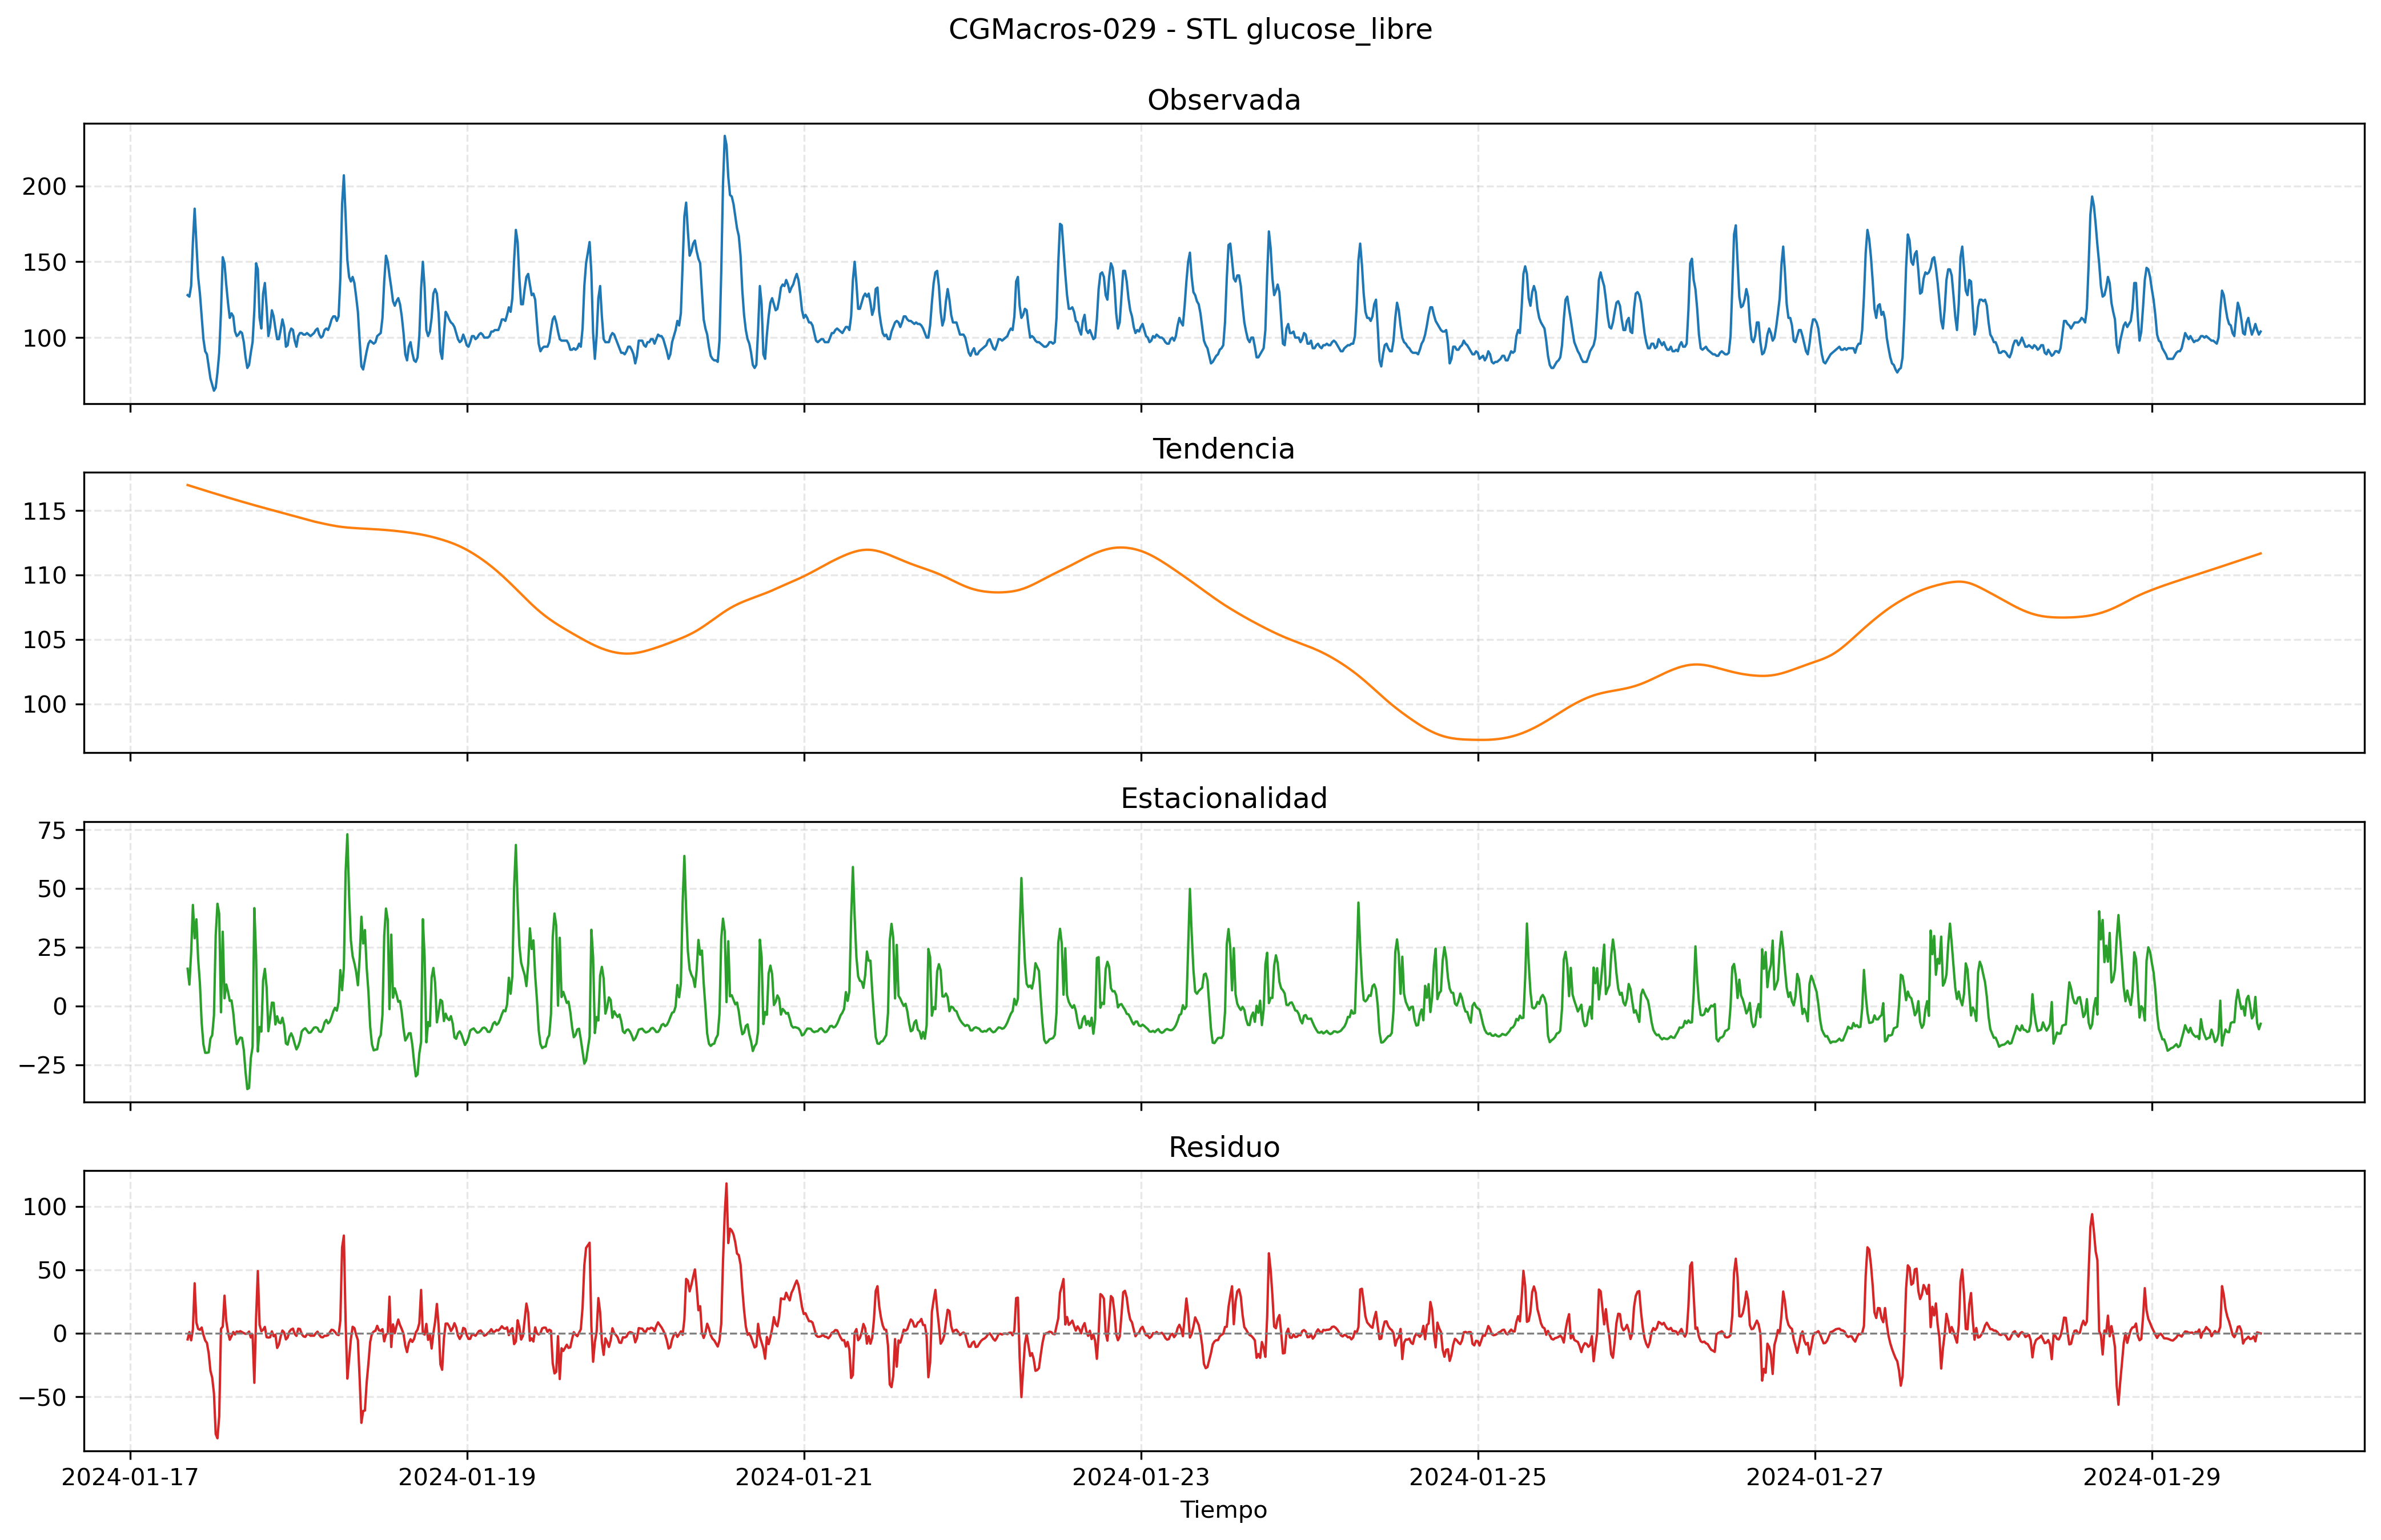 CGMacros-029 - STL glucose_libre
Observada
200
150
100
Tendencia
115
110
105
100
Estacionalidad
75
50
25
0
−25
Residuo
100
50
0
−50
2024-01-17 2024-01-19 2024-01-21 2024-01-23 2024-01-25 2024-01-27 2024-01-29
Tiempo